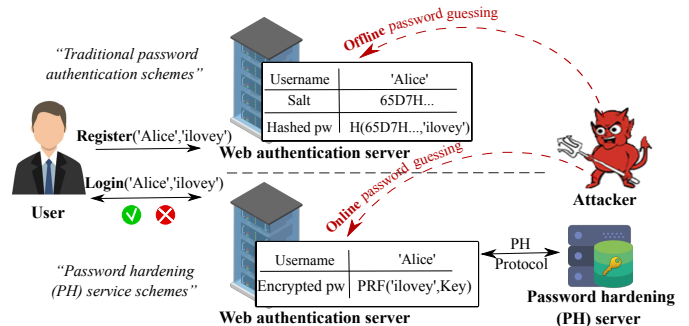 Offline password guessing
“Traditional password
authentication schemes”
Username 'Alice'
Salt 65D7H...
Hashed pw H(65D7H...,'ilovey')
Register('Alice','ilovey')
Web authentication server
Login('Alice','ilovey')
User
Online password guessing
Attacker
“Password hardening
(PH) service schemes”
Username 'Alice'
Encrypted pw PRF('ilovey',Key)
PH
Protocol
Web authentication server
Password hardening
(PH) server